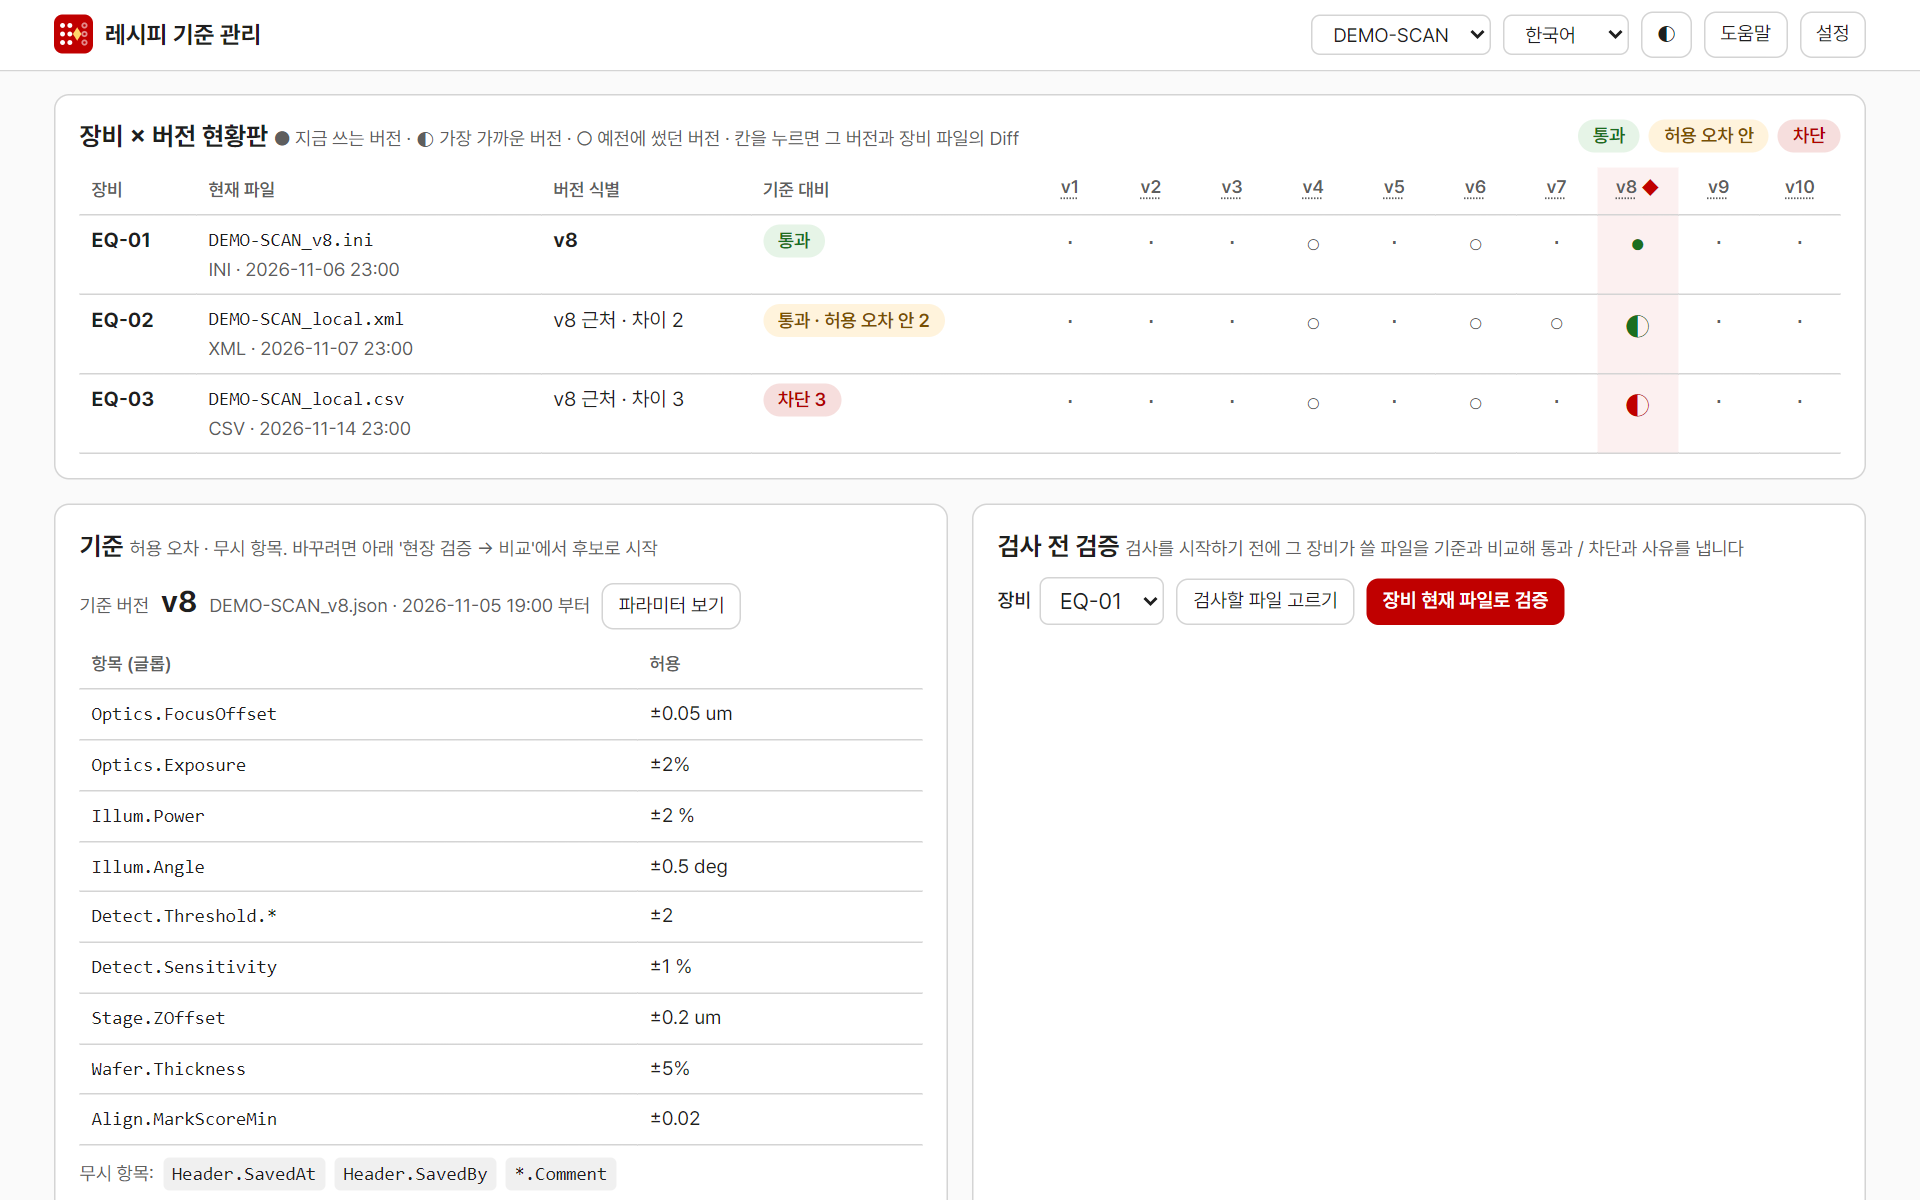 레시피 기준 관리
DEMO-SCAN
한국어
도움말
설정
장비 × 버전 현황판 ● 지금 쓰는 버전 · ◐ 가장 가까운 버전 · ○ 예전에 썼던 버전 · 칸을 누르면 그 버전과 장비 파일의 Diff
통과 허용 오차 안 차단
장비 현재 파일 버전 식별 기준 대비 v1 v2 v3 v4 v5 v6 v7 v8 ◆ v9 v10
EQ-01 DEMO-SCAN_v8.ini v8 통과 · · · ○ · ○ · ● · ·
INI · 2026-11-06 23:00
EQ-02 DEMO-SCAN_local.xml v8 근처 · 차이 2 통과 · 허용 오차 안 2 · · · ○ · ○ ○ ◐ · ·
XML · 2026-11-07 23:00
EQ-03 DEMO-SCAN_local.csv v8 근처 · 차이 3 차단 3 · · · ○ · ○ · ◐ · ·
CSV · 2026-11-14 23:00
기준 허용 오차 · 무시 항목. 바꾸려면 아래 '현장 검증 → 비교'에서 후보로 시작
기준 버전 v8 DEMO-SCAN_v8.json · 2026-11-05 19:00 부터 파라미터 보기
항목 (글롭) 허용
Optics.FocusOffset ±0.05 um
Optics.Exposure ±2%
Illum.Power ±2 %
Illum.Angle ±0.5 deg
Detect.Threshold.* ±2
Detect.Sensitivity ±1 %
Stage.ZOffset ±0.2 um
Wafer.Thickness ±5%
Align.MarkScoreMin ±0.02
무시 항목: Header.SavedAt Header.SavedBy *.Comment
검사 전 검증 검사를 시작하기 전에 그 장비가 쓸 파일을 기준과 비교해 통과 / 차단과 사유를 냅니다
장비 EQ-01 검사할 파일 고르기 장비 현재 파일로 검증